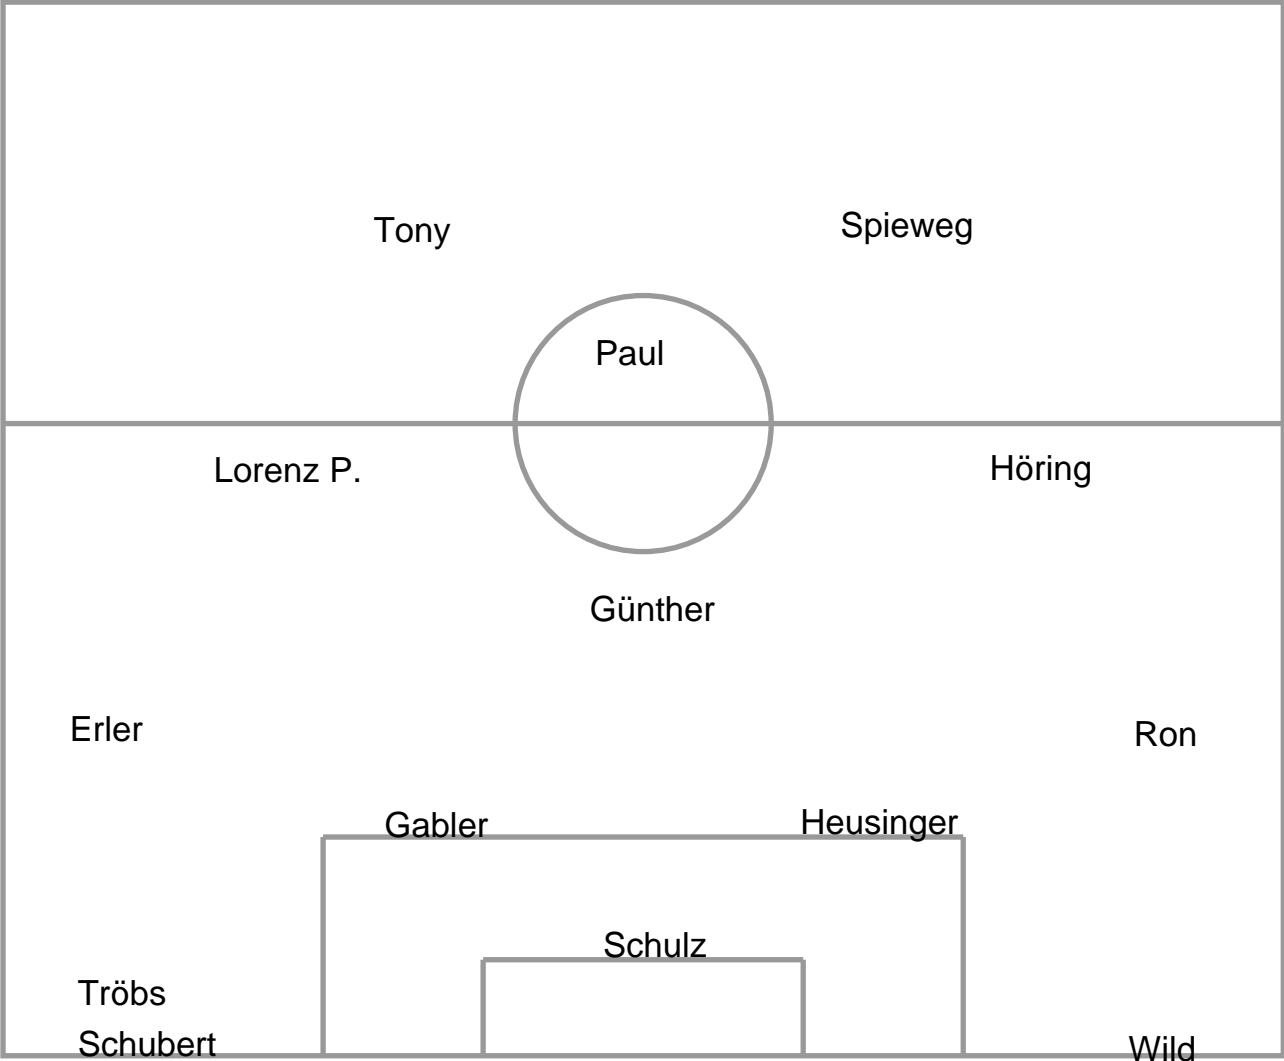 Tony
Spieweg
Paul
Lorenz P.
Höring
Günther
Erler
Ron
Gabler
Heusinger
Schulz
Tröbs
Schubert
Wild